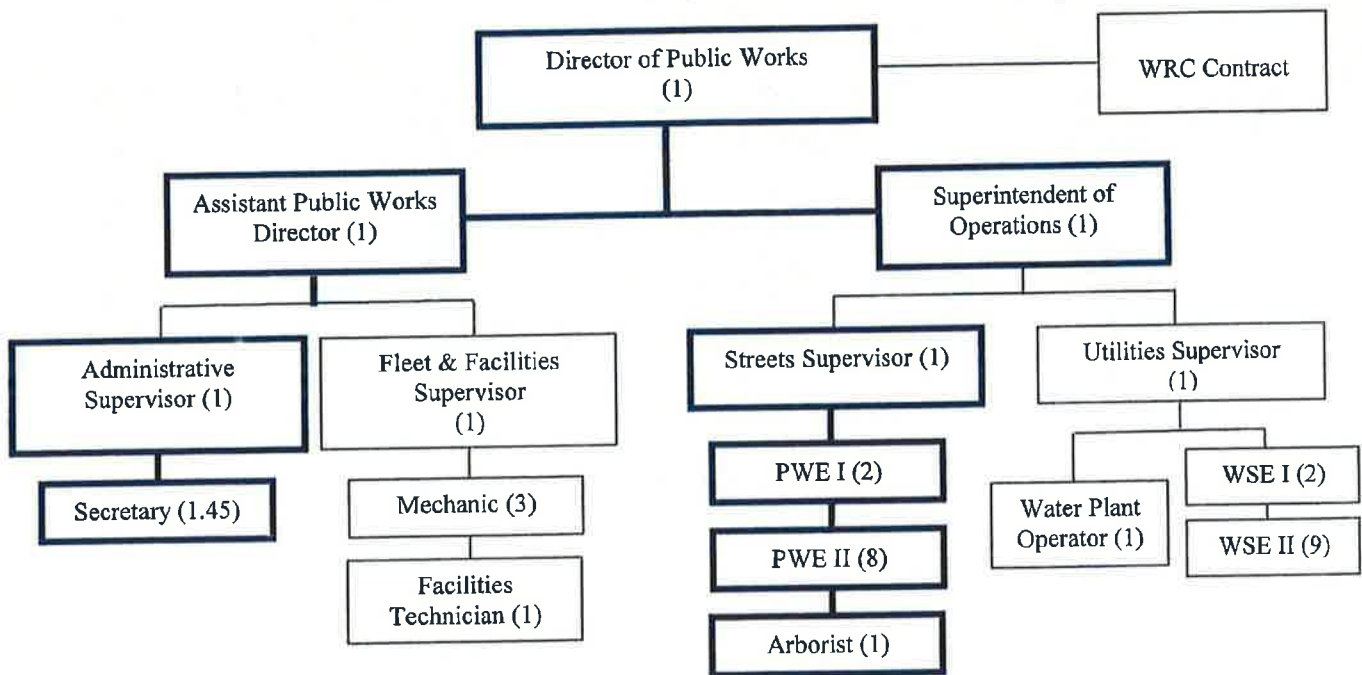 Director of Public Works
(1)
WRC Contract
Assistant Public Works
Director (1)
Superintendent of
Operations (1)
Administrative
Supervisor (1)
Fleet & Facilities
Supervisor
(1)
Streets Supervisor (1)
Utilities Supervisor
(1)
Secretary (1.45)
Mechanic (3)
Facilities
Technician (1)
PWE I (2)
PWE II (8)
Arborist (1)
Water Plant
Operator (1)
WSE I (2)
WSE II (9)